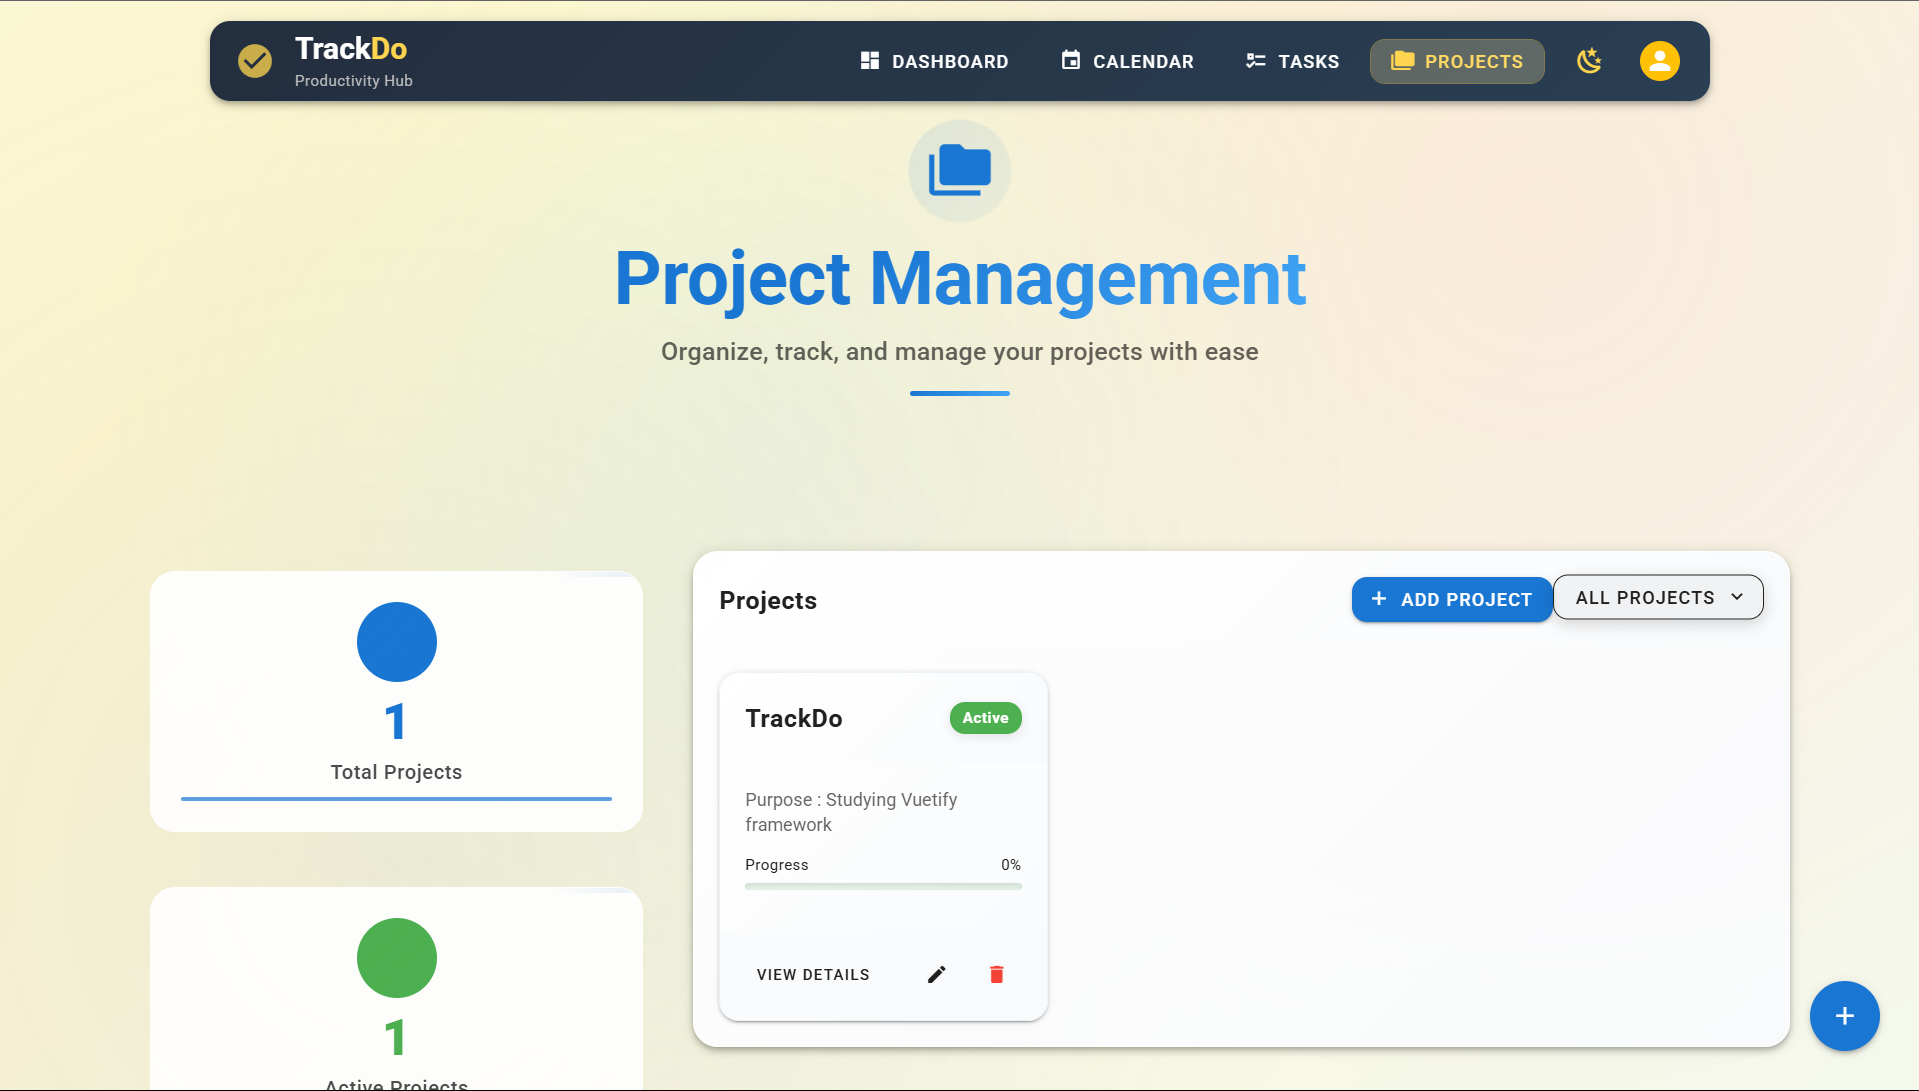 TrackDo
Productivity Hub
DASHBOARD
CALENDAR
TASKS
PROJECTS
Project Management
Organize, track, and manage your projects with ease
1
Total Projects
1
Active Projects
Projects
ADD PROJECT
ALL PROJECTS
TrackDo
Active
Purpose : Studying Vuetify
framework
Progress
0%
VIEW DETAILS